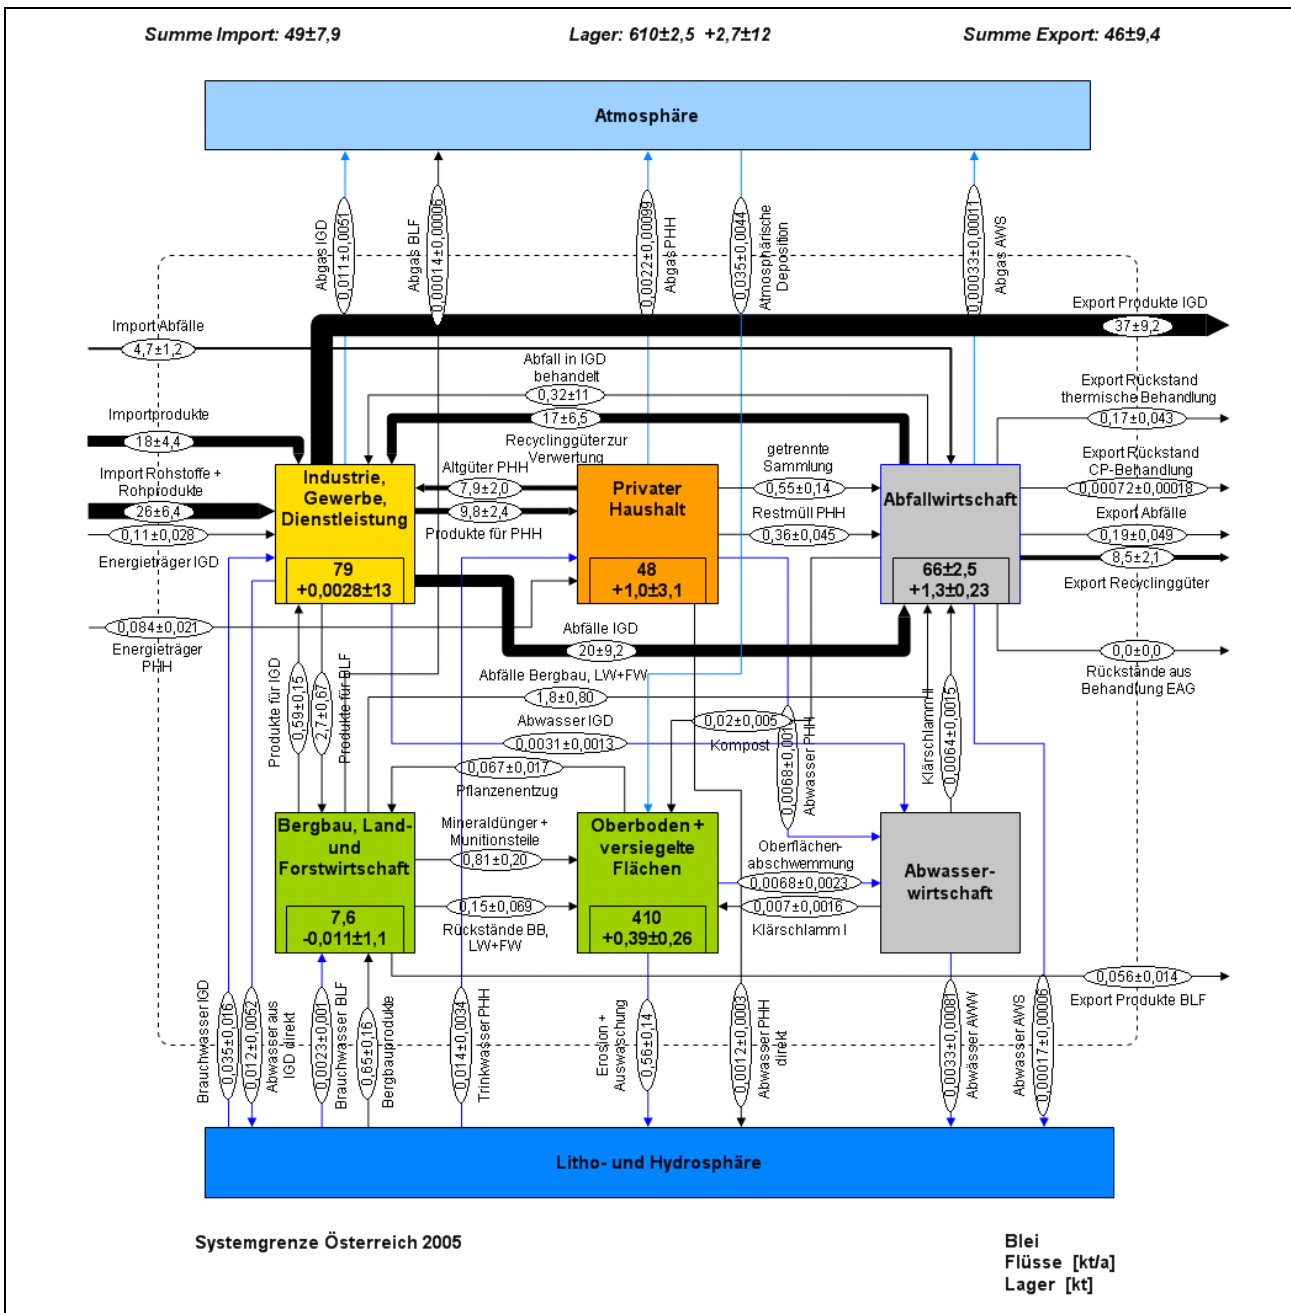 Summe Import: 49±7,9
Lager: 610±2,5 +2,7±12
Summe Export: 46±9,4
Atmosphäre
Abgas IGD
0,011±0,0051
Abgas BLF
0,00014±0,00006
0,0022±0,00099
Abgas PHH
0,035±0,0044
Atmosphärische
Deposition
0,00033±0,00011
Abgas AWS
Import Abfälle
4,7±1,2
Export Produkte IGD
37±9,2
Abfall in IGD
behandelt
0,32±11
17±6,5
Recyclinggüter zur
Verwertung
Export Rückstand
thermische Behandlung
0,17±0,043
Importprodukte
18±4,4
Import Rohstoffe +
Rohprodukte
26±6,4
0,11±0,028
Energieträger IGD
Industrie,
Gewerbe,
Dienstleistung
79
+0,0028±13
Altgüter PHH
7,9±2,0
9,8±2,4
Produkte für PHH
Privater
Haushalt
48
+1,0±3,1
getrennte
Sammlung
0,55±0,14
Restmüll PHH
0,36±0,045
Abfallwirtschaft
66±2,5
+1,3±0,23
Export Rückstand
CP-Behandlung
0,00072±0,00018
Export Abfälle
0,19±0,049
8,5±2,1
Export Recyclinggüter
0,084±0,021
Energieträger
PHH
Abfälle IGD
20±9,2
0,0±0,0
Rückstände aus
Behandlung EAG
Produkte für IGD
0,59±0,15
2,7±0,67
Produkte für BLF
Abfälle Bergbau, LW+FW
1,8±0,80
Abwasser IGD
0,0031±0,0013
0,02±0,005
Kompost
0,0068±0,001
Abwasser PHH
Klärschlamm II
0,0064±0,0015
0,067±0,017
Pflanzenentzug
Bergbau, Land-
und
Forstwirtschaft
7,6
-0,011±1,1
Mineraldünger +
Munitionsteile
0,81±0,20
0,15±0,069
Rückstände BB,
LW+FW
Oberboden +
versiegelte
Flächen
410
+0,39±0,26
Oberflächen-
abschwemmung
0,0068±0,0023
0,007±0,0016
Klärschlamm I
Abwasser-
wirtschaft
0,056±0,014
Export Produkte BLF
Brauchwasser IGD
0,035±0,016
0,012±0,0052
Abwasser aus
IGD direkt
0,0023±0,001
Brauchwasser BLF
0,65±0,16
Bergbauprodukte
0,014±0,0034
Trinkwasser PHH
Erosion +
Auswaschung
0,56±0,14
0,0012±0,0003
Abwasser PHH
direkt
0,0033±0,00081
Abwässer AWW
Abwasser AWS
0,00017±0,00006
Litho- und Hydrosphäre
Systemgrenze Österreich 2005
Blei
Flüsse [kt/a]
Lager [kt]